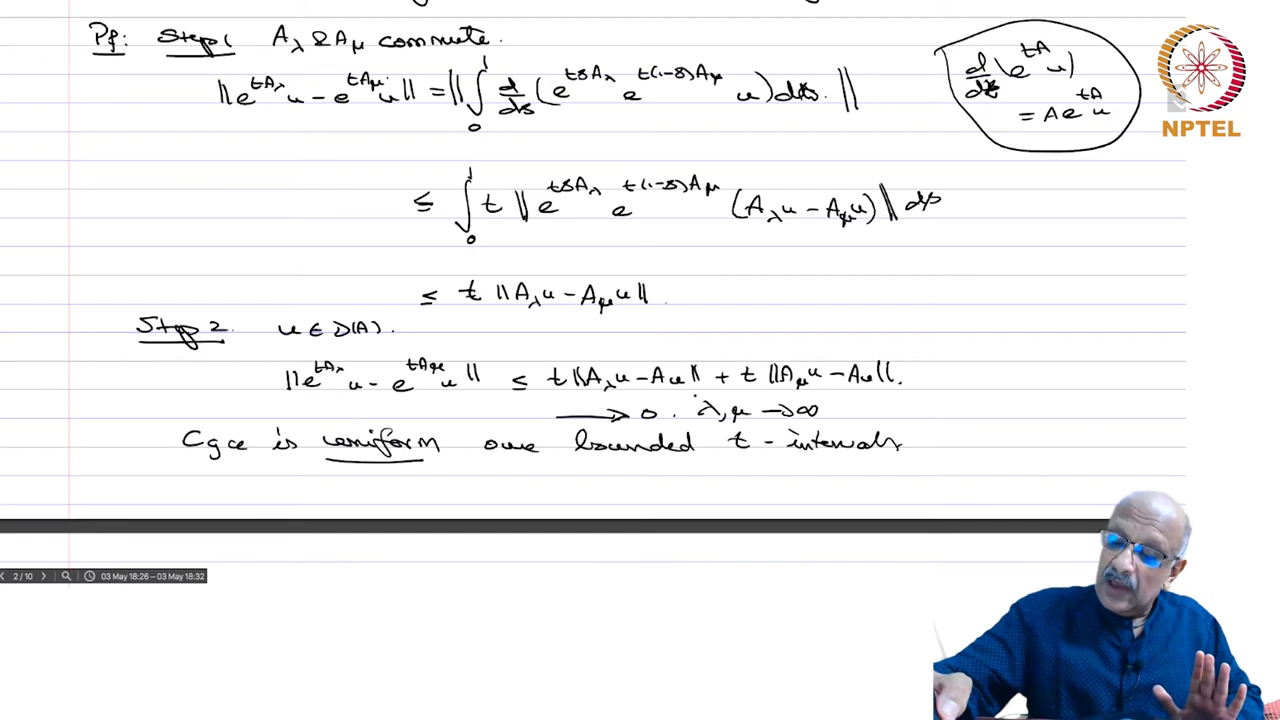 Pf: Step 1 A_λ & A_μ commute.
‖e^{tA_λ}u − e^{tA_μ}u‖ = ‖∫_0^1 d/ds (e^{tsA_λ} e^{t(1−s)A_μ} u) ds.‖
d/dt (e^{tA}u)
= A e^{tA} u
NPTEL
≤ ∫_0^1 t ‖e^{tsA_λ} e^{t(1−s)A_μ} (A_λu − A_μu)‖ ds
≤ t ‖A_λu − A_μu‖.
Step 2. u ∈ D(A).
‖e^{tA_λ}u − e^{tA_μ}u‖ ≤ t‖A_λu − Au‖ + t ‖A_μu − Au‖.
⟶ 0. λ, μ → ∞
Cgce is uniform over bounded t - intervals
2/10 03 May 18:26 – 03 May 18:32